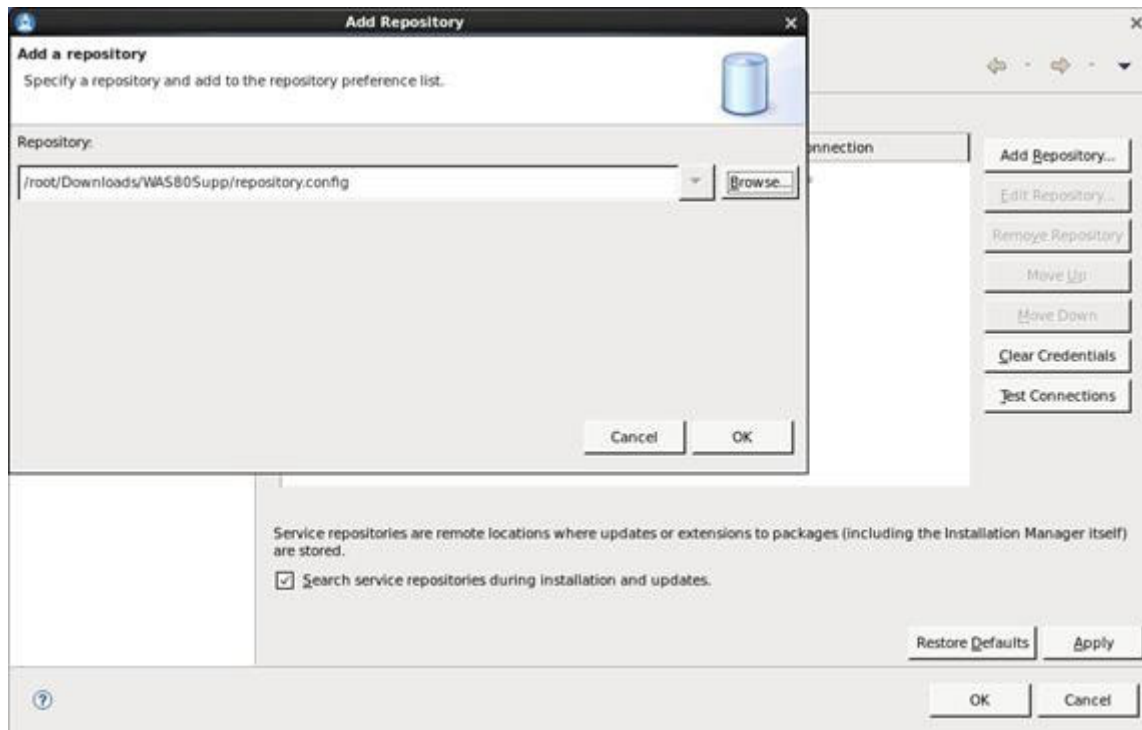 Add Repository
Add a repository
Specify a repository and add to the repository preference list.
Repository:
/root/Downloads/WAS80Supp/repository.config
Browse...
Cancel
OK
onnection
Add Repository...
Edit Repository...
Remove Repository
Move Up
Move Down
Clear Credentials
Test Connections
Service repositories are remote locations where updates or extensions to packages (including the Installation Manager itself)
are stored.
Search service repositories during installation and updates.
Restore Defaults
Apply
OK
Cancel